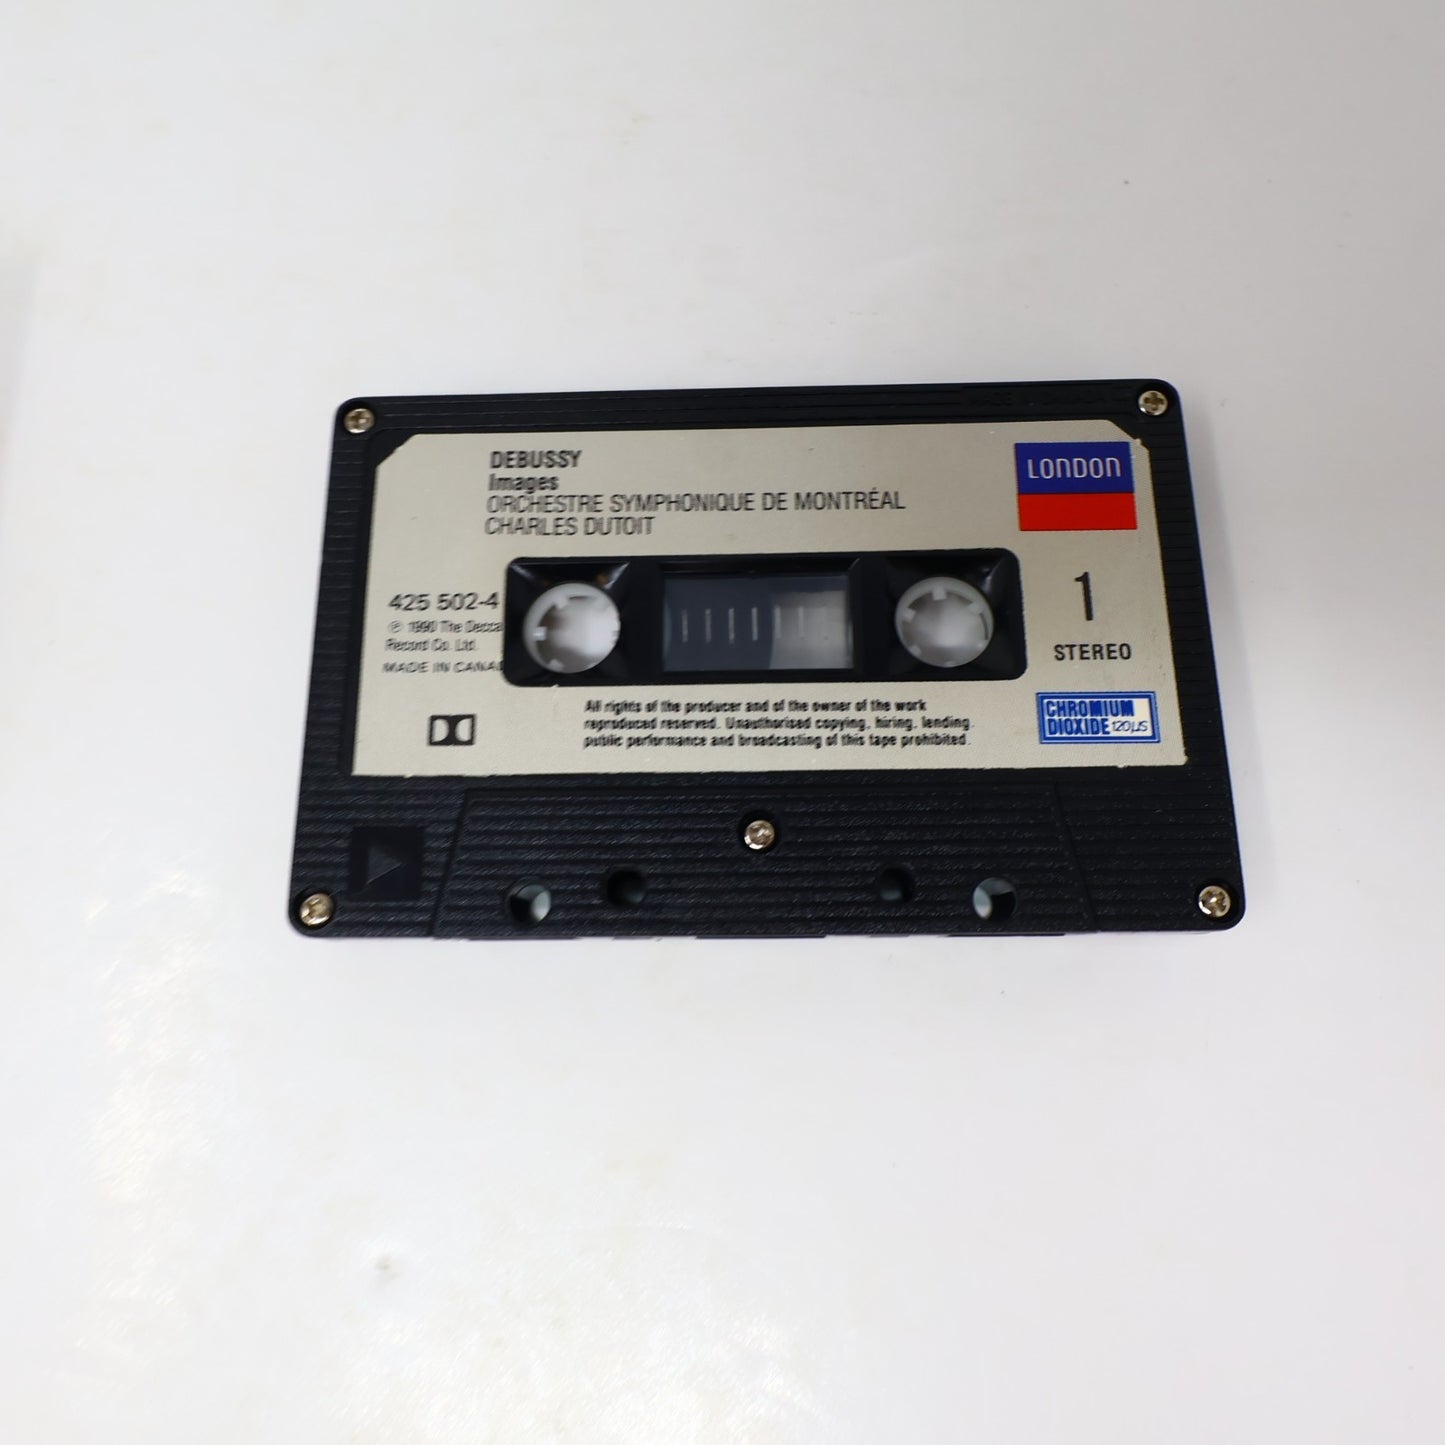 DEBUSSY
Images
ORCHESTRE SYMPHONIQUE DE MONTRÉAL
CHARLES DUTOIT
LONDON
425 502-4
℗ 1990 The Decca
Record Co. Ltd.
MADE IN CANA
1
STEREO
All rights of the producer and of the owner of the work
reproduced reserved. Unauthorised copying, hiring, lending,
public performance and broadcasting of this tape prohibited.
CHROMIUM
DIOXIDE 120µS